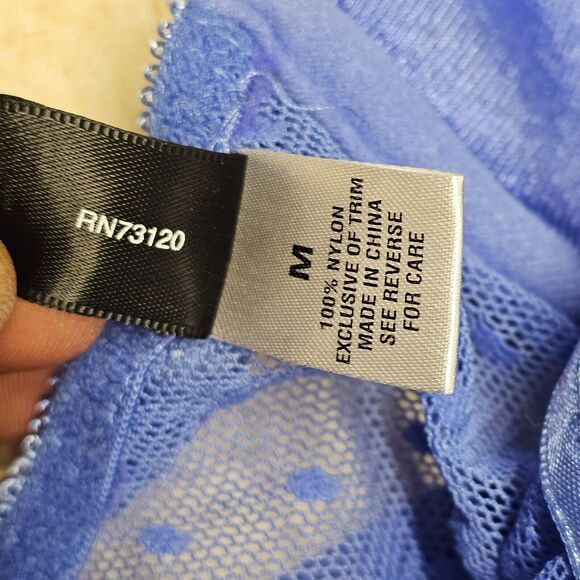 RN73120
M
100% NYLON
EXCLUSIVE OF TRIM
MADE IN CHINA
SEE REVERSE
FOR CARE